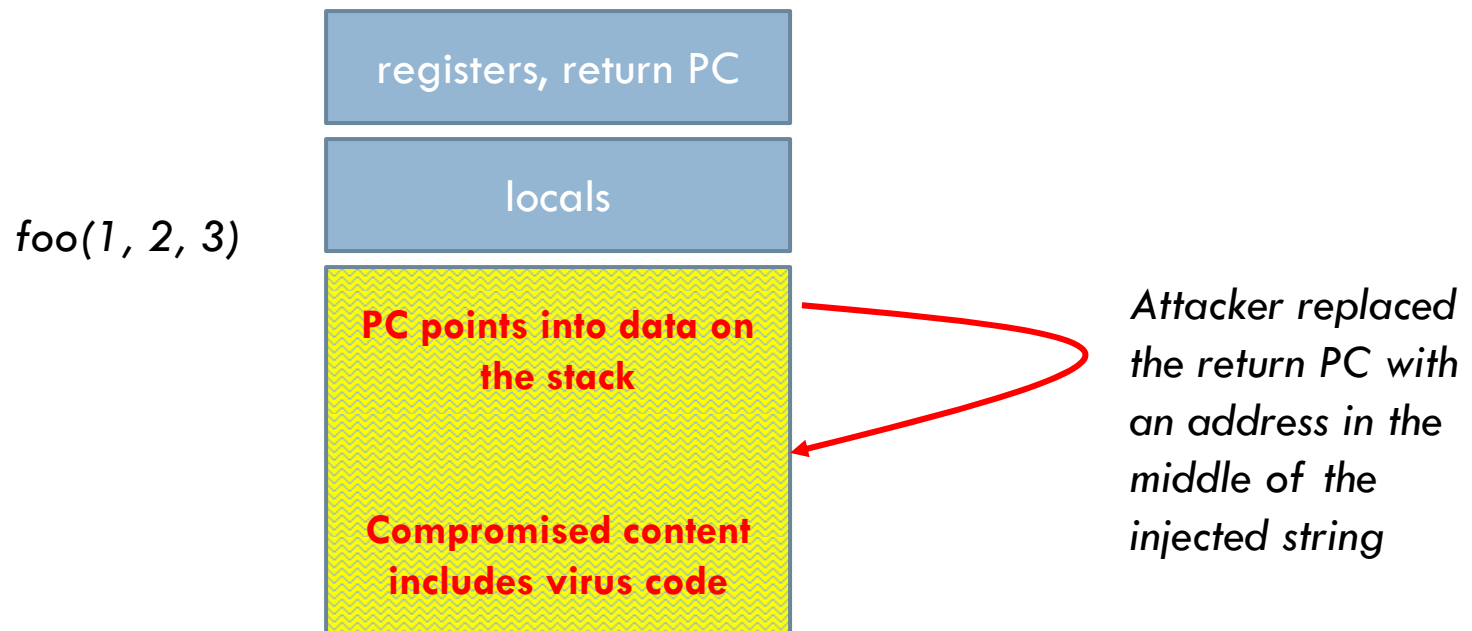 registers, return PC
locals
foo(1, 2, 3)
PC points into data on
the stack
Attacker replaced
the return PC with
an address in the
middle of the
injected string
Compromised content
includes virus code